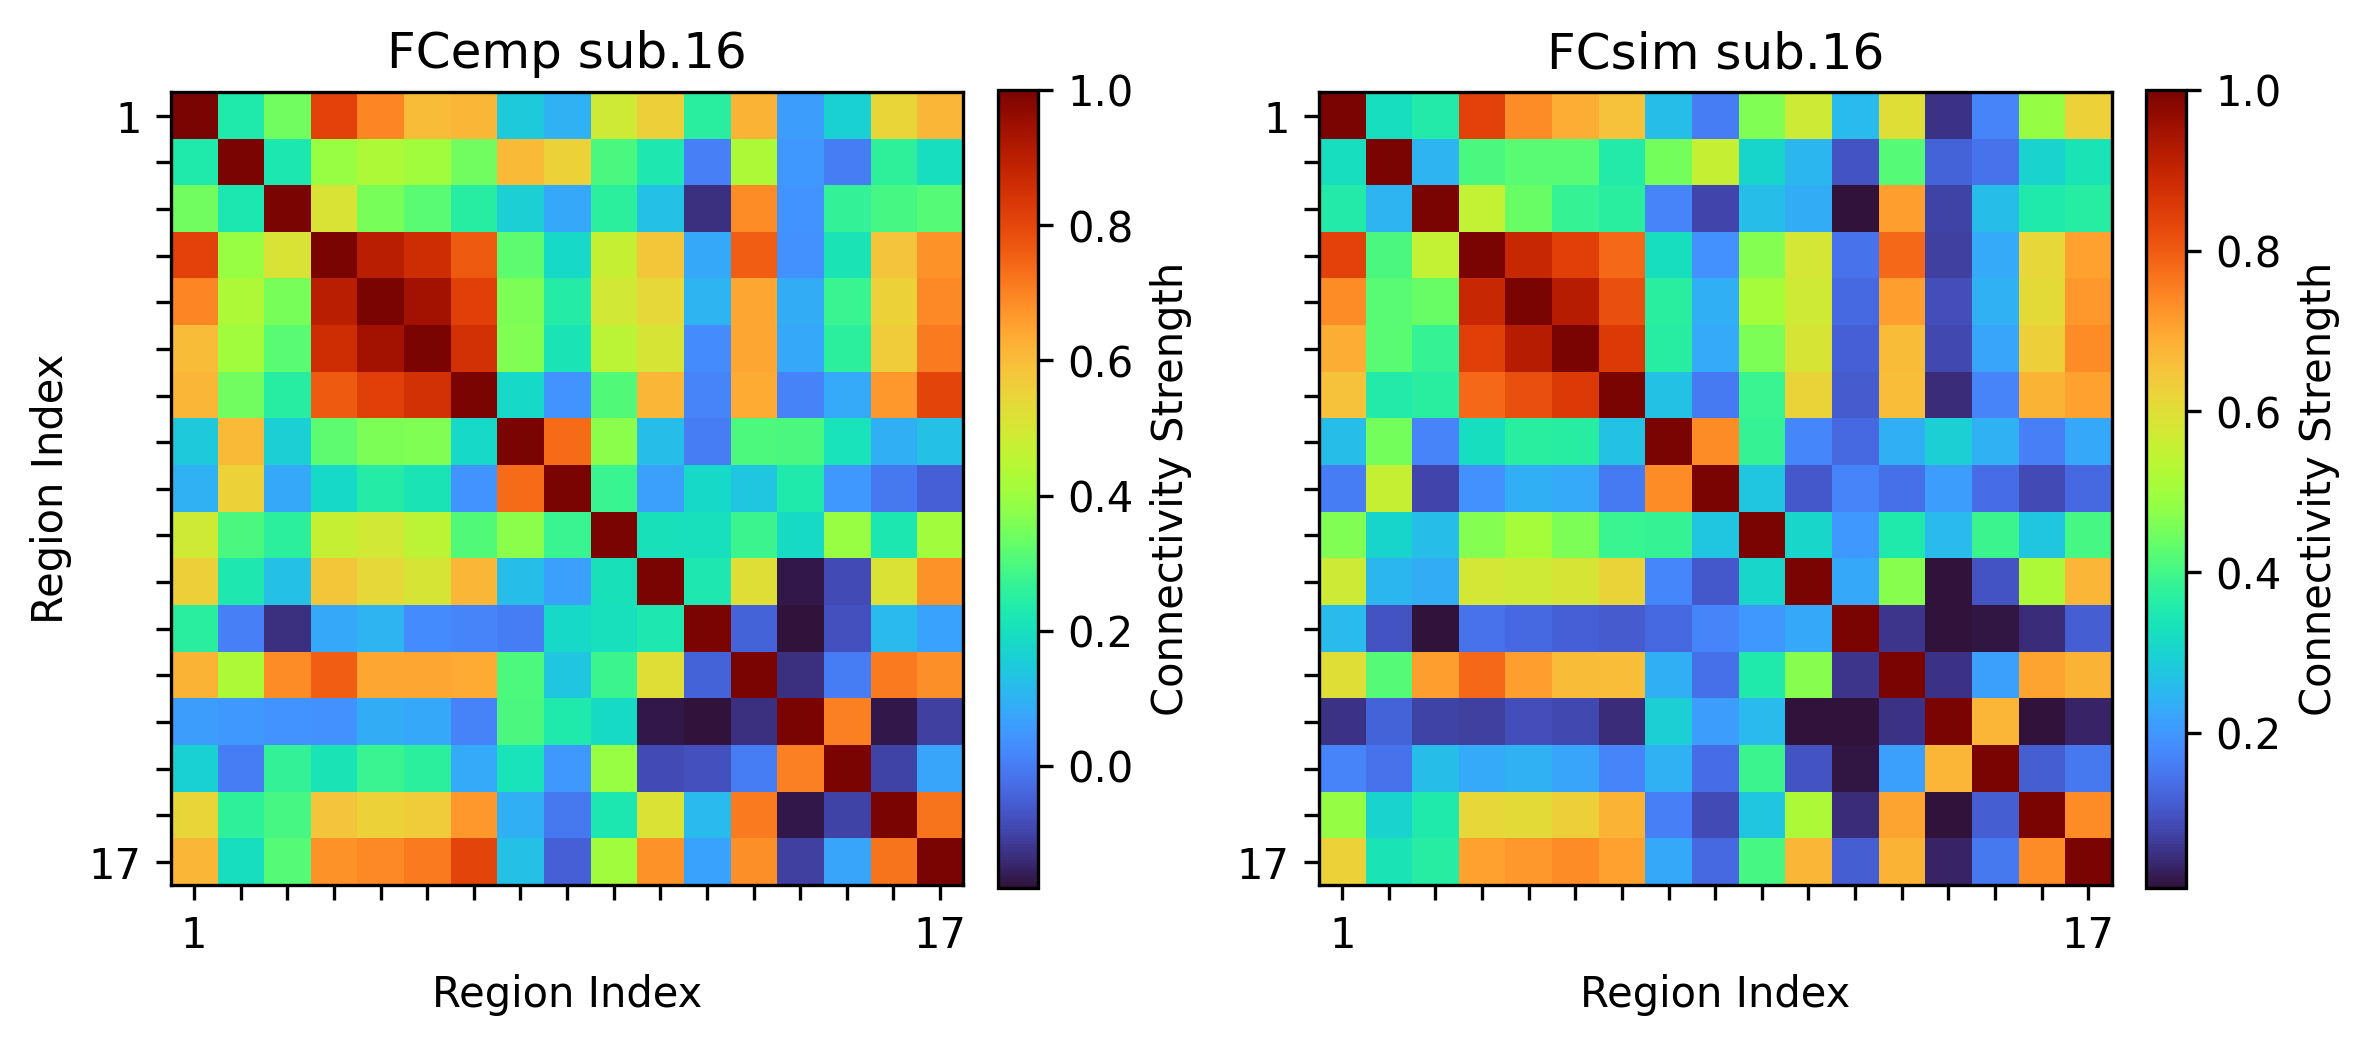 FCemp sub.16
FCsim sub.16
Region Index
1
17
1
17
Region Index
1.0
0.8
0.6
0.4
0.2
0.0
Connectivity Strength
1
17
1
17
Region Index
1.0
0.8
0.6
0.4
0.2
Connectivity Strength